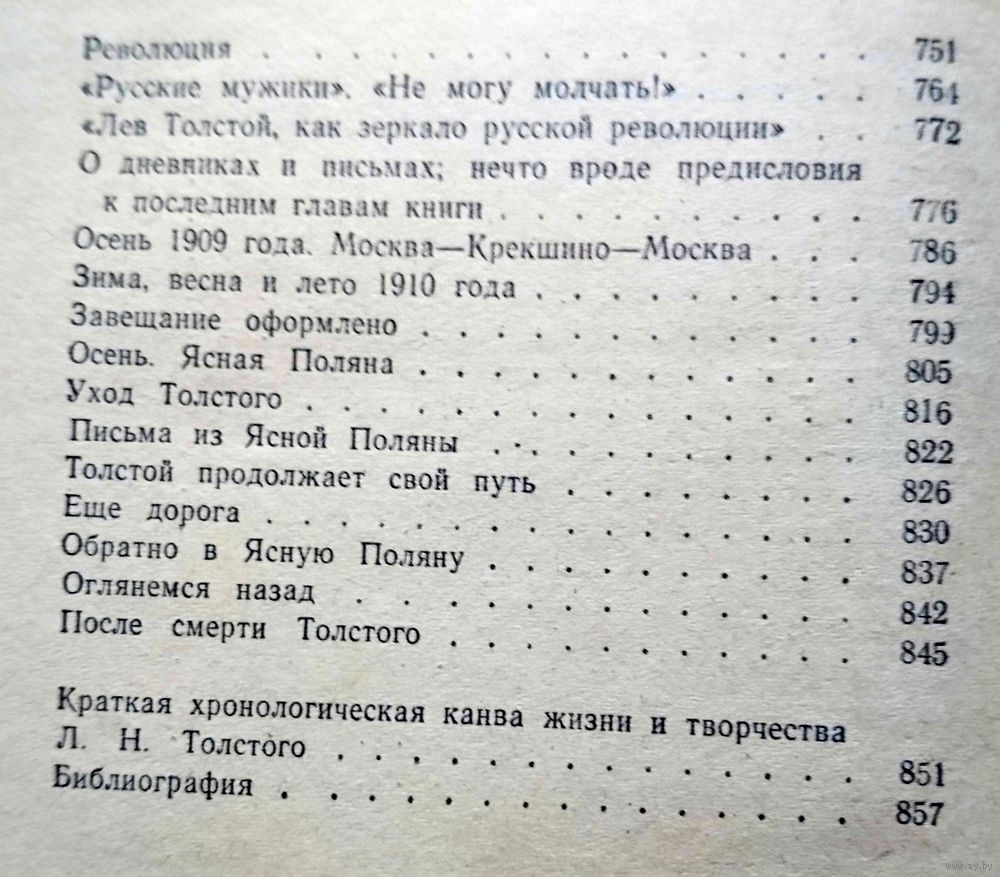 Революция . . . . . . . . . . . . . . . . 751
«Русские мужики». «Не могу молчать!» . . . . . 764
«Лев Толстой, как зеркало русской революции» . . 772
О дневниках и письмах; нечто вроде предисловия
к последним главам книги . . . . . . . . . . 776
Осень 1909 года. Москва—Крекшино—Москва . . . 786
Зима, весна и лето 1910 года . . . . . . . . . 794
Завещание оформлено . . . . . . . . . . . . 799
Осень. Ясная Поляна . . . . . . . . . . . . 805
Уход Толстого . . . . . . . . . . . . . . . 816
Письма из Ясной Поляны . . . . . . . . . . 822
Толстой продолжает свой путь . . . . . . . . 826
Еще дорога . . . . . . . . . . . . . . . . 830
Обратно в Ясную Поляну . . . . . . . . . . 837
Оглянемся назад . . . . . . . . . . . . . 842
После смерти Толстого . . . . . . . . . . . 845
Краткая хронологическая канва жизни и творчества
Л. Н. Толстого . . . . . . . . . . . . . . 851
Библиография . . . . . . . . . . . . . . 857
www.ay.by